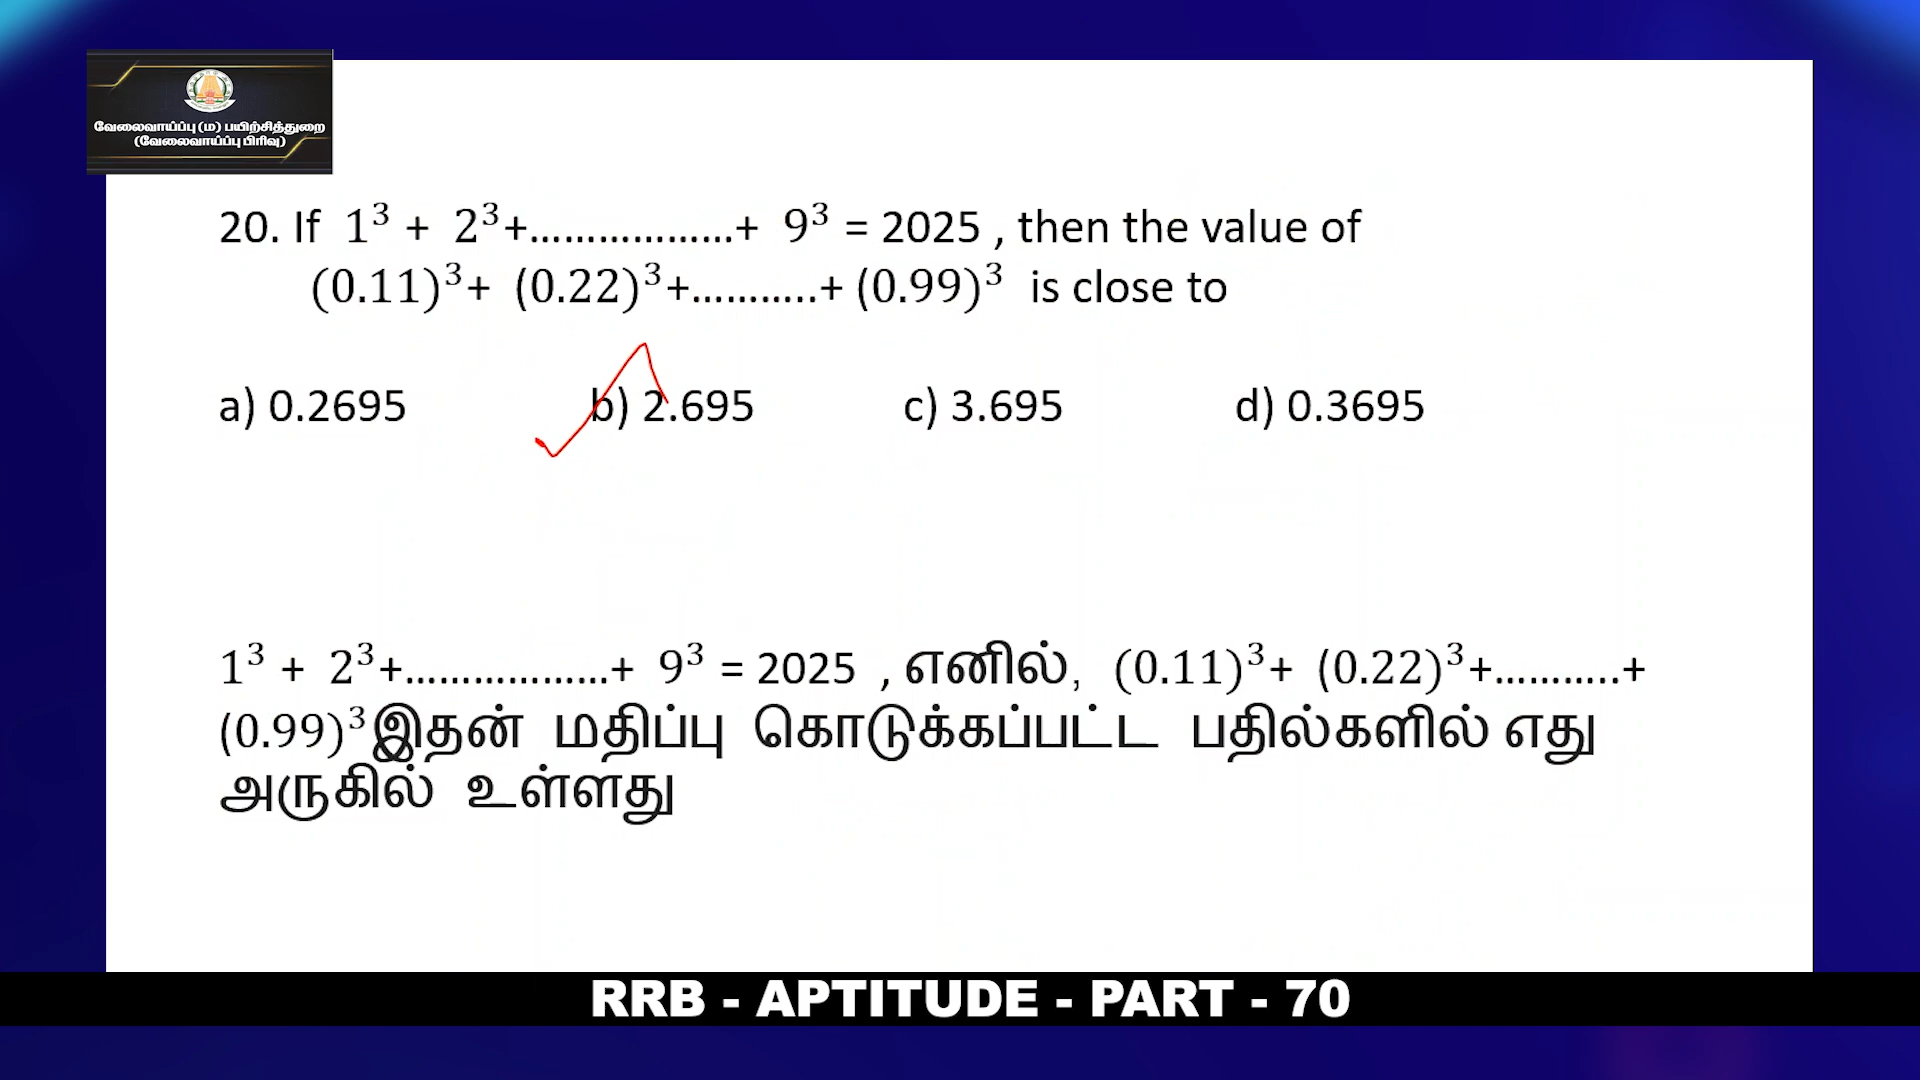 வேலைவாய்ப்பு (ம) பயிற்சித்துறை
(வேலைவாய்ப்பு பிரிவு)
20. If 1³ + 2³+………………+ 9³ = 2025 , then the value of
(0.11)³+ (0.22)³+………..+ (0.99)³ is close to
a) 0.2695 b) 2.695 c) 3.695 d) 0.3695
1³ + 2³+………………+ 9³ = 2025 , எனில், (0.11)³+ (0.22)³+………..+
(0.99)³இதன் மதிப்பு கொடுக்கப்பட்ட பதில்களில் எது
அருகில் உள்ளது
RRB - APTITUDE - PART - 70